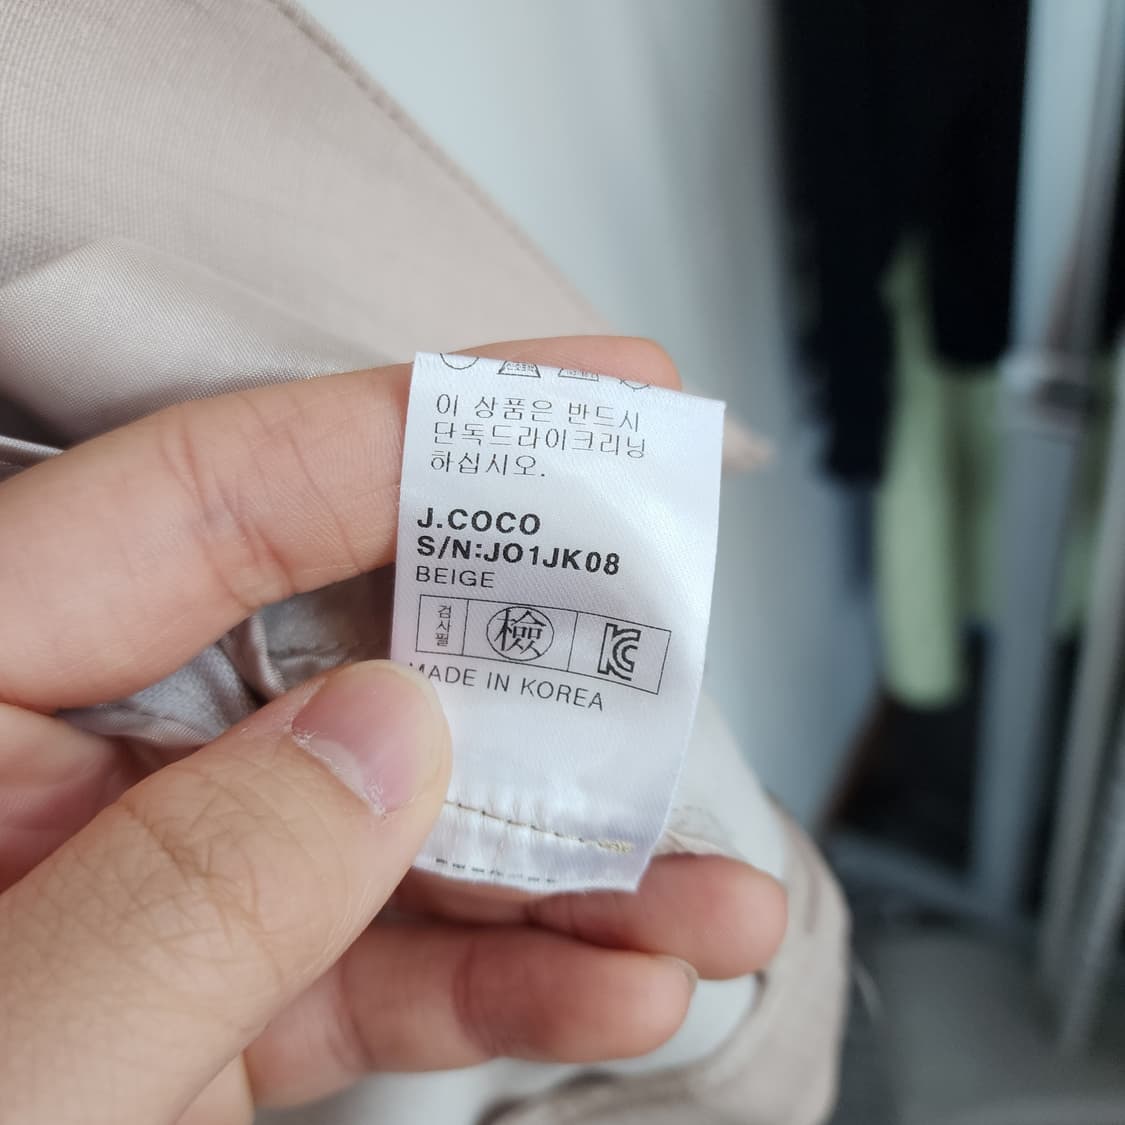 이 상품은 반드시
단독드라이크리닝
하십시오.
J.COCO
S/N:JO1JK08
BEIGE
검사필
檢
KC
MADE IN KOREA